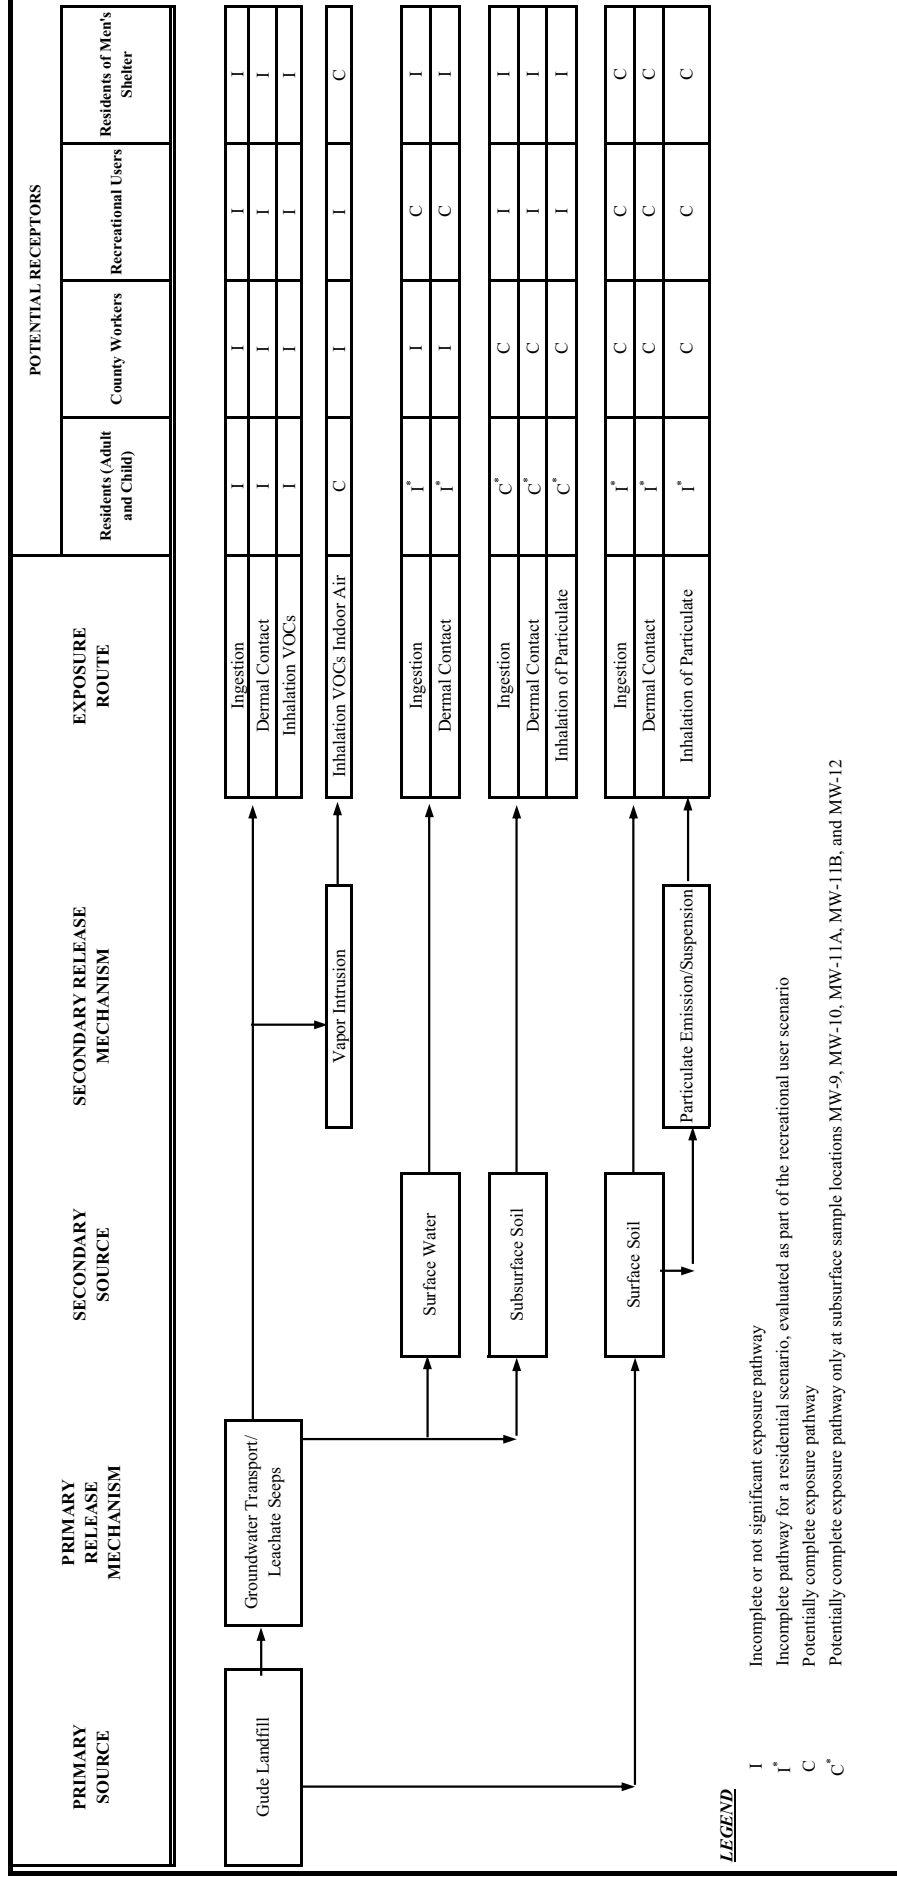 POTENTIAL RECEPTORS
PRIMARY
SOURCE
PRIMARY
RELEASE
MECHANISM
SECONDARY
SOURCE
SECONDARY RELEASE
MECHANISM
EXPOSURE
ROUTE
Residents (Adult
and Child)
County Workers
Recreational Users
Residents of Men's
Shelter
Gude Landfill
Groundwater Transport/
Leachate Seeps
Ingestion I I I I
Dermal Contact I I I I
Inhalation VOCs I I I I
Vapor Intrusion
Inhalation VOCs Indoor Air C I I C
Surface Water
Ingestion I* I C I
Dermal Contact I* I C I
Subsurface Soil
Ingestion C* C I I
Dermal Contact C* C I I
Inhalation of Particulate C* C I I
Surface Soil
Ingestion I* C C C
Dermal Contact I* C C C
Particulate Emission/Suspension
Inhalation of Particulate I* C C C
LEGEND
I Incomplete or not significant exposure pathway
I* Incomplete pathway for a residential scenario, evaluated as part of the recreational user scenario
C Potentially complete exposure pathway
C* Potentially complete exposure pathway only at subsurface sample locations MW-9, MW-10, MW-11A, MW-11B, and MW-12